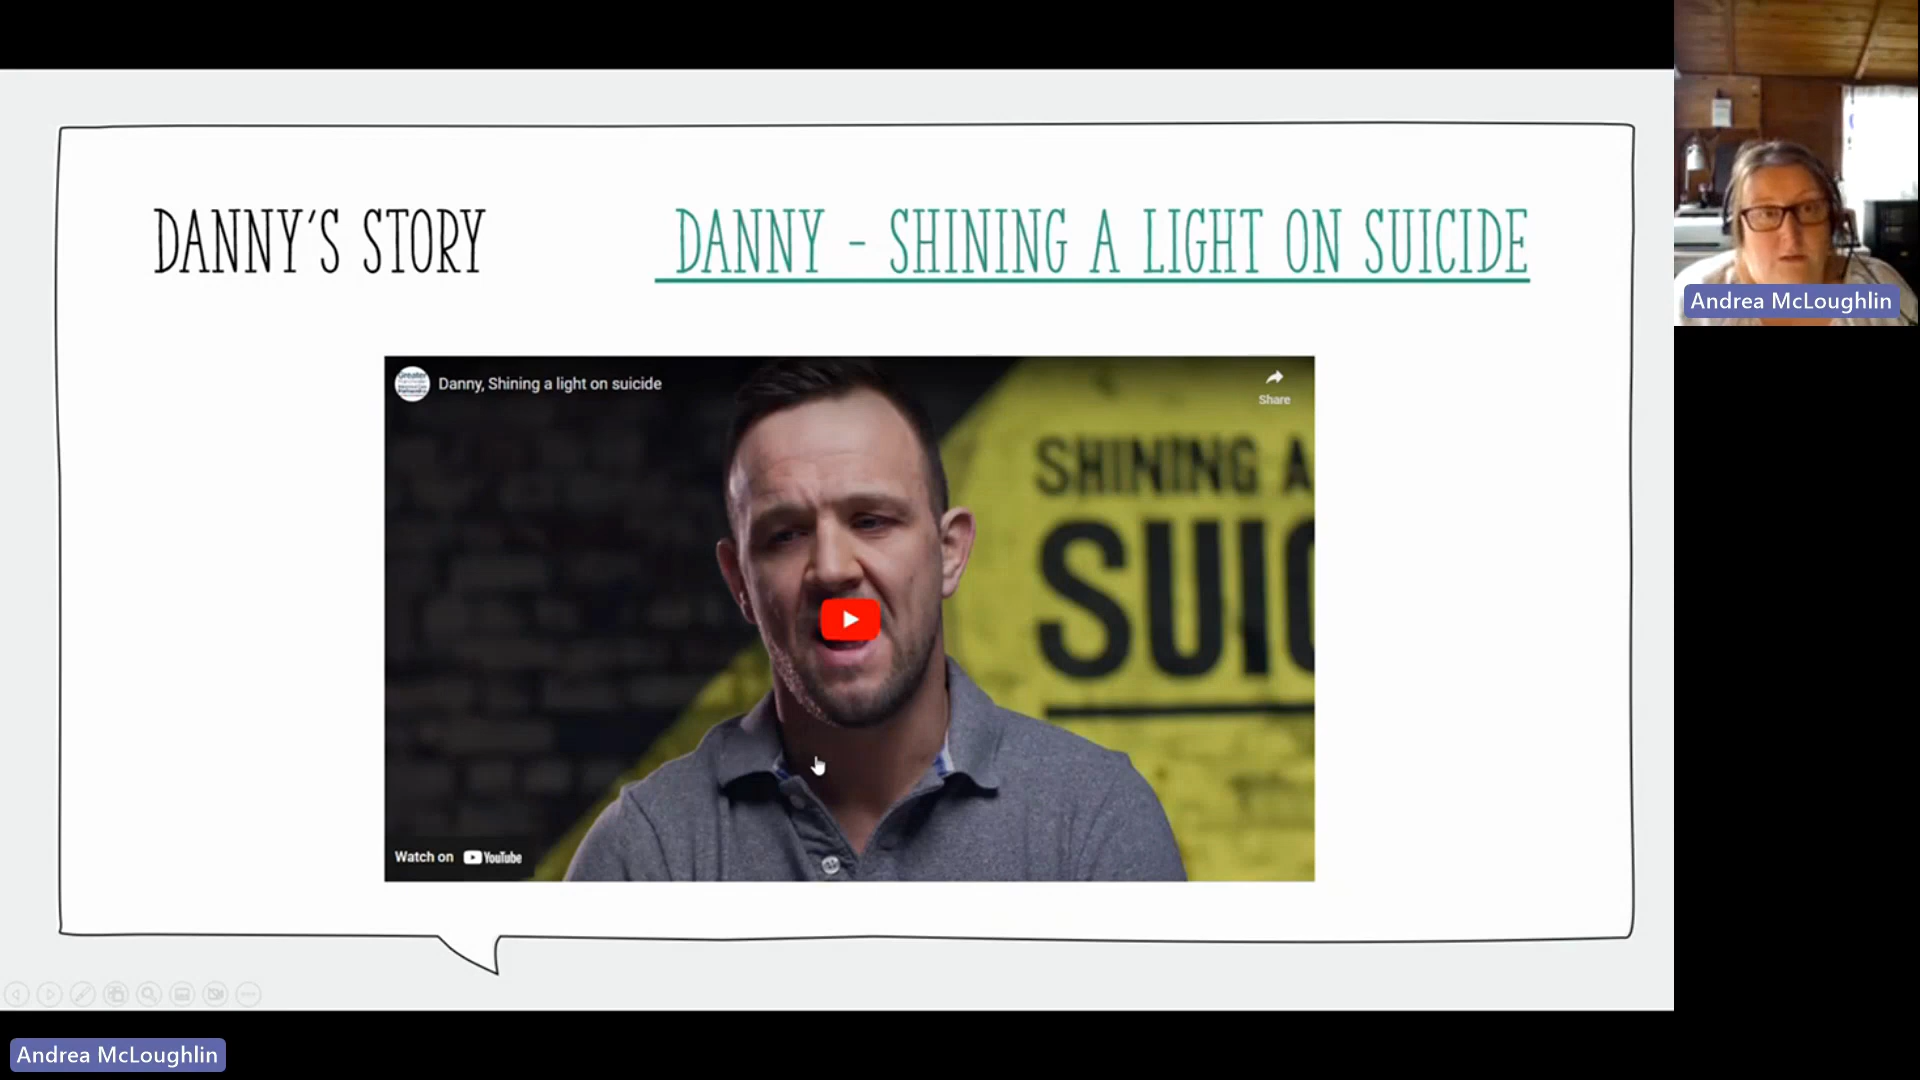 DANNY'S STORY
DANNY - SHINING A LIGHT ON SUICIDE
Greater
Danny, Shining a light on suicide
Share
SHINING A
SUIC
Watch on YouTube
Andrea McLoughlin
Andrea McLoughlin